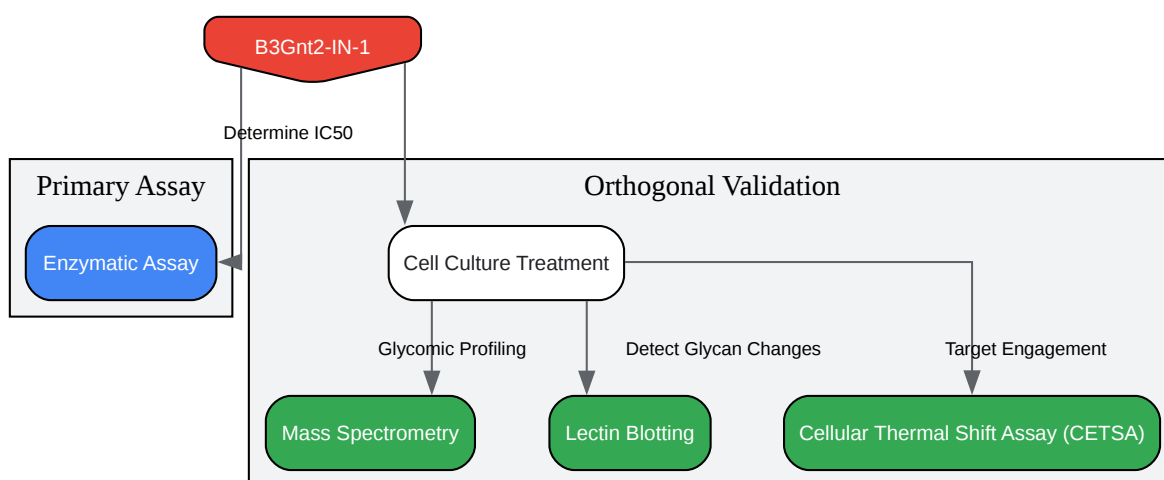 B3Gnt2-IN-1
Determine IC50
Primary Assay
Orthogonal Validation
Enzymatic Assay
Cell Culture Treatment
Glycomic Profiling
Detect Glycan Changes
Target Engagement
Mass Spectrometry
Lectin Blotting
Cellular Thermal Shift Assay (CETSA)